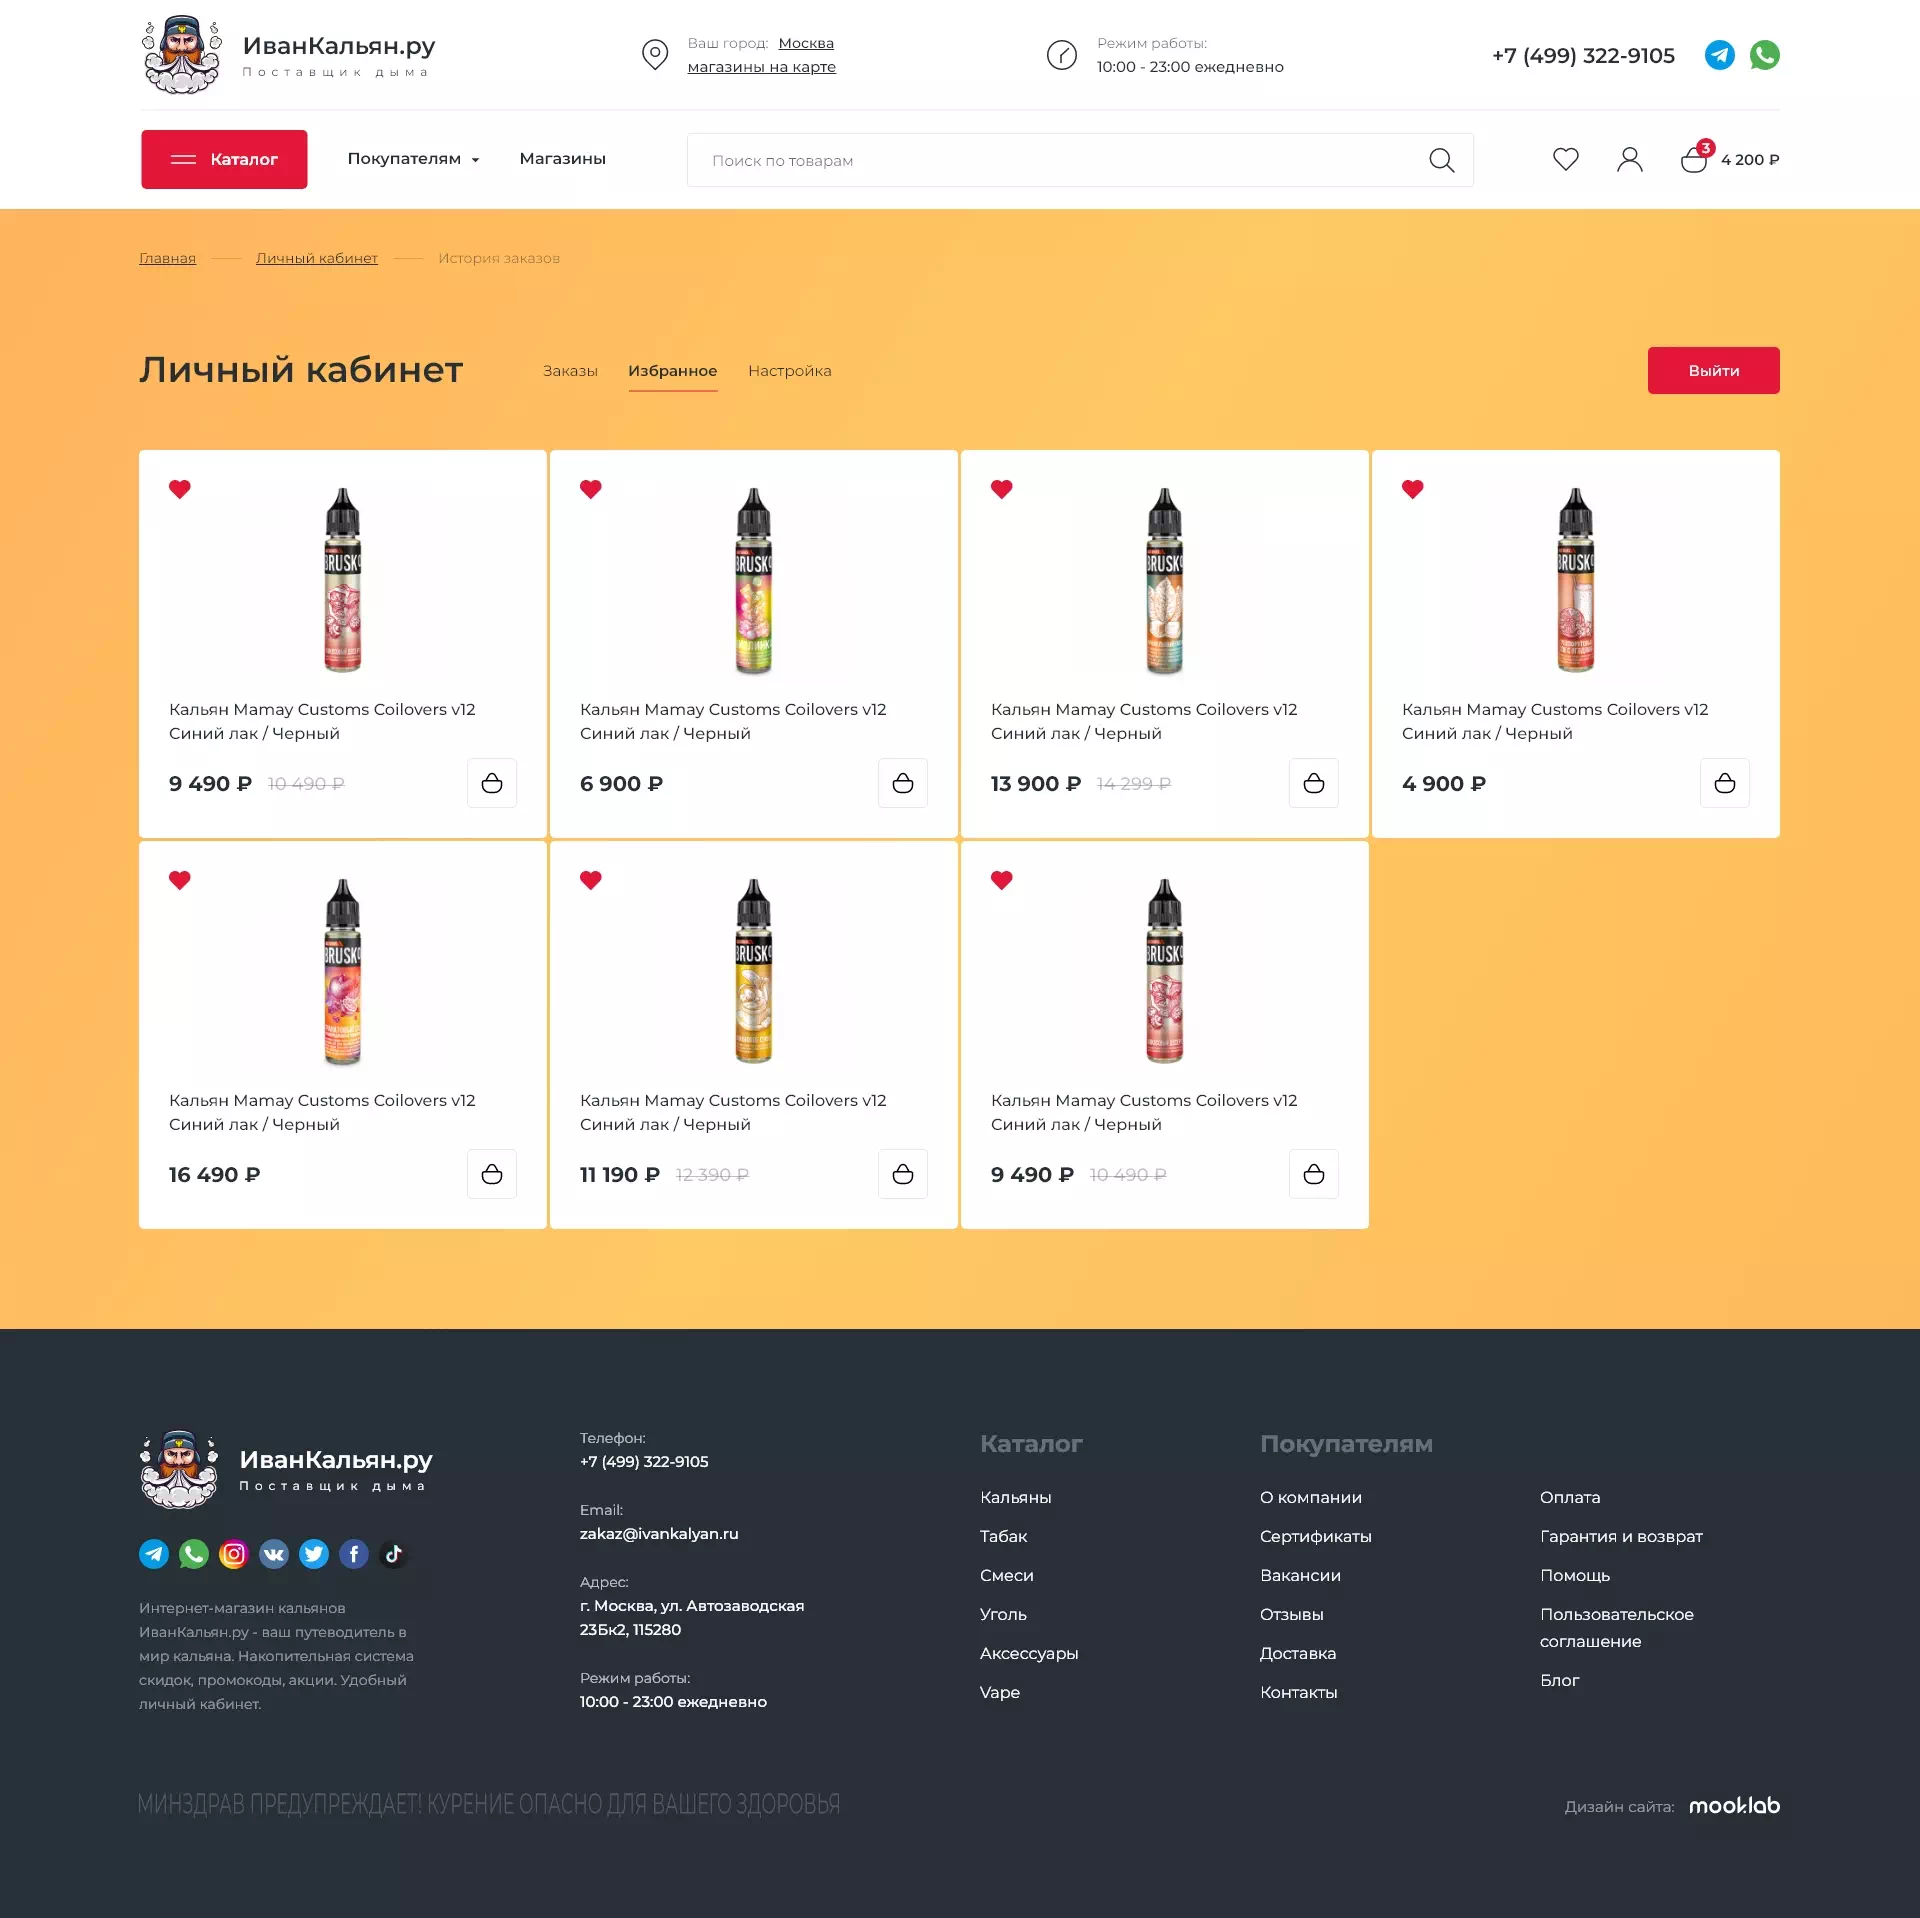 ИванКальян.ру
Поставщик дыма
Ваш город: Москва
магазины на карте
Режим работы:
10:00 - 23:00 ежедневно
+7 (499) 322-9105
Каталог
Покупателям
Магазины
Поиск по товарам
3
4 200 ₽
Главная
Личный кабинет
История заказов
Личный кабинет
Заказы
Избранное
Настройка
Выйти
BRUSKO
Кальян Mamay Customs Coilovers v12
Синий лак / Черный
9 490 ₽ 10 490 ₽
BRUSKO
Кальян Mamay Customs Coilovers v12
Синий лак / Черный
6 900 ₽
BRUSKO
Кальян Mamay Customs Coilovers v12
Синий лак / Черный
13 900 ₽ 14 299 ₽
BRUSKO
Кальян Mamay Customs Coilovers v12
Синий лак / Черный
4 900 ₽
BRUSKO
Кальян Mamay Customs Coilovers v12
Синий лак / Черный
16 490 ₽
BRUSKO
Кальян Mamay Customs Coilovers v12
Синий лак / Черный
11 190 ₽ 12 390 ₽
BRUSKO
Кальян Mamay Customs Coilovers v12
Синий лак / Черный
9 490 ₽ 10 490 ₽
ИванКальян.ру
Поставщик дыма
Интернет-магазин кальянов
ИванКальян.ру - ваш путеводитель в
мир кальяна. Накопительная система
скидок, промокоды, акции. Удобный
личный кабинет.
Телефон:
+7 (499) 322-9105
Email:
zakaz@ivankalyan.ru
Адрес:
г. Москва, ул. Автозаводская
23Бк2, 115280
Режим работы:
10:00 - 23:00 ежедневно
Каталог
Кальяны
Табак
Смеси
Уголь
Аксессуары
Vape
Покупателям
О компании
Сертификаты
Вакансии
Отзывы
Доставка
Контакты
Оплата
Гарантия и возврат
Помощь
Пользовательское
соглашение
Блог
МИНЗДРАВ ПРЕДУПРЕЖДАЕТ! КУРЕНИЕ ОПАСНО ДЛЯ ВАШЕГО ЗДОРОВЬЯ
Дизайн сайта: mooklab